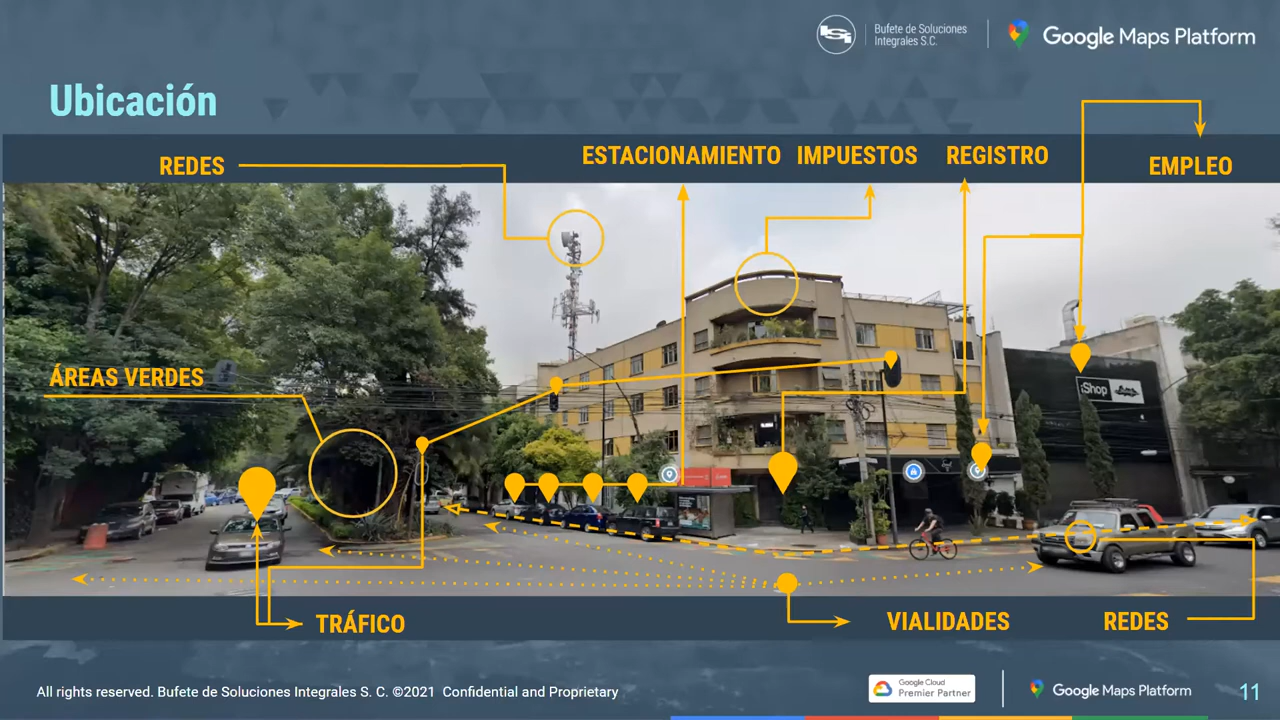 Bufete de Soluciones
Integrales S.C.
Google Maps Platform
Ubicación
REDES
ESTACIONAMIENTO
IMPUESTOS
REGISTRO
EMPLEO
ÁREAS VERDES
iShop
TRÁFICO
VIALIDADES
REDES
All rights reserved. Bufete de Soluciones Integrales S. C. ©2021 Confidential and Proprietary
Google Cloud
Premier Partner
Google Maps Platform
11